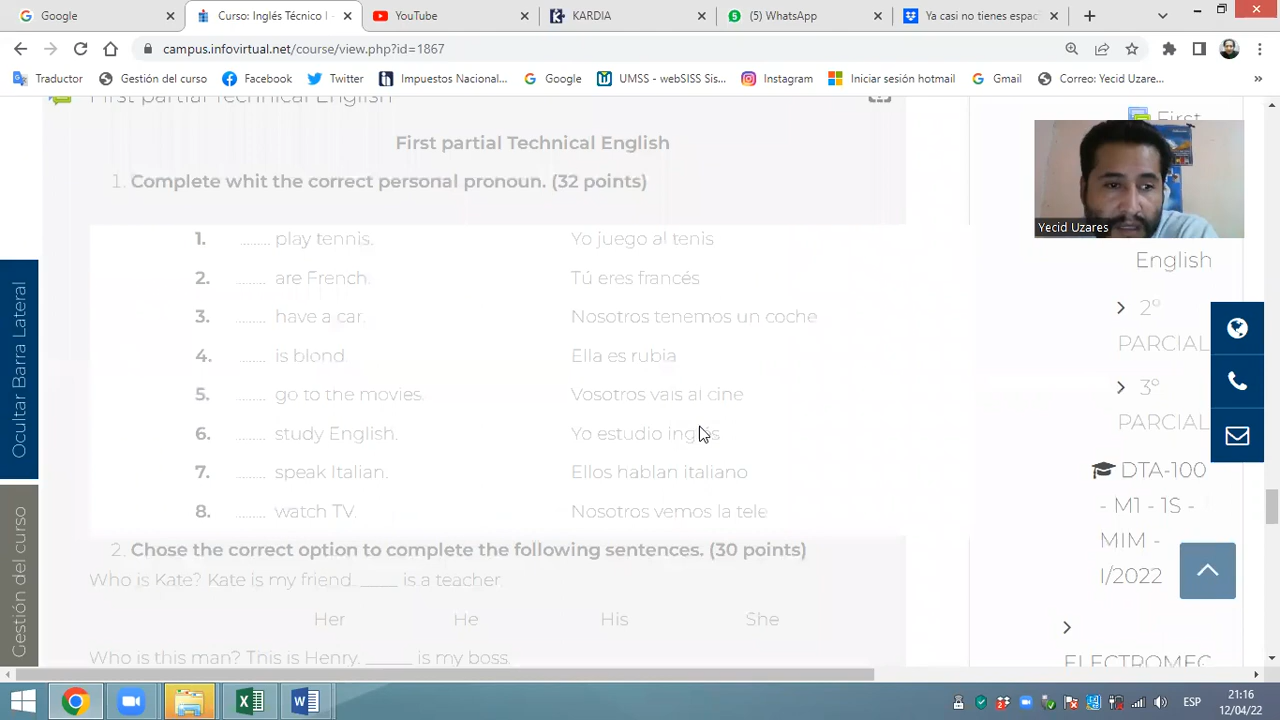 Google
Curso: Inglés Técnico I -
YouTube
KARDIA
(5) WhatsApp
Ya casi no tienes espac
campus.infovirtual.net/course/view.php?id=1867
Traductor
Gestión del curso
Facebook
Twitter
Impuestos Nacional...
Google
UMSS - webSISS Sis...
Instagram
Iniciar sesión hotmail
Gmail
Correo: Yecid Uzare...
»
First partial Technical English
First
First partial Technical English
1. Complete whit the correct personal pronoun. (32 points)
Yecid Uzares
1. ........ play tennis. Yo juego al tenis
English
2. ........ are French. Tú eres francés
2º
3. ........ have a car. Nosotros tenemos un coche
PARCIAL
4. ........ is blond. Ella es rubia
3º
5. ........ go to the movies. Vosotros vais al cine
PARCIAL
6. ........ study English. Yo estudio inglés
7. ........ speak Italian. Ellos hablan italiano
DTA-100
- M1 - 1S -
8. ........ watch TV. Nosotros vemos la tele
MIM -
2. Chose the correct option to complete the following sentences. (30 points)
I/2022
Who is Kate? Kate is my friend. ____ is a teacher.
Her He His She
Who is this man? This is Henry. _____ is my boss.
ELECTROMEC
Ocultar Barra Lateral
Gestión del curso
ESP
21:16
12/04/22